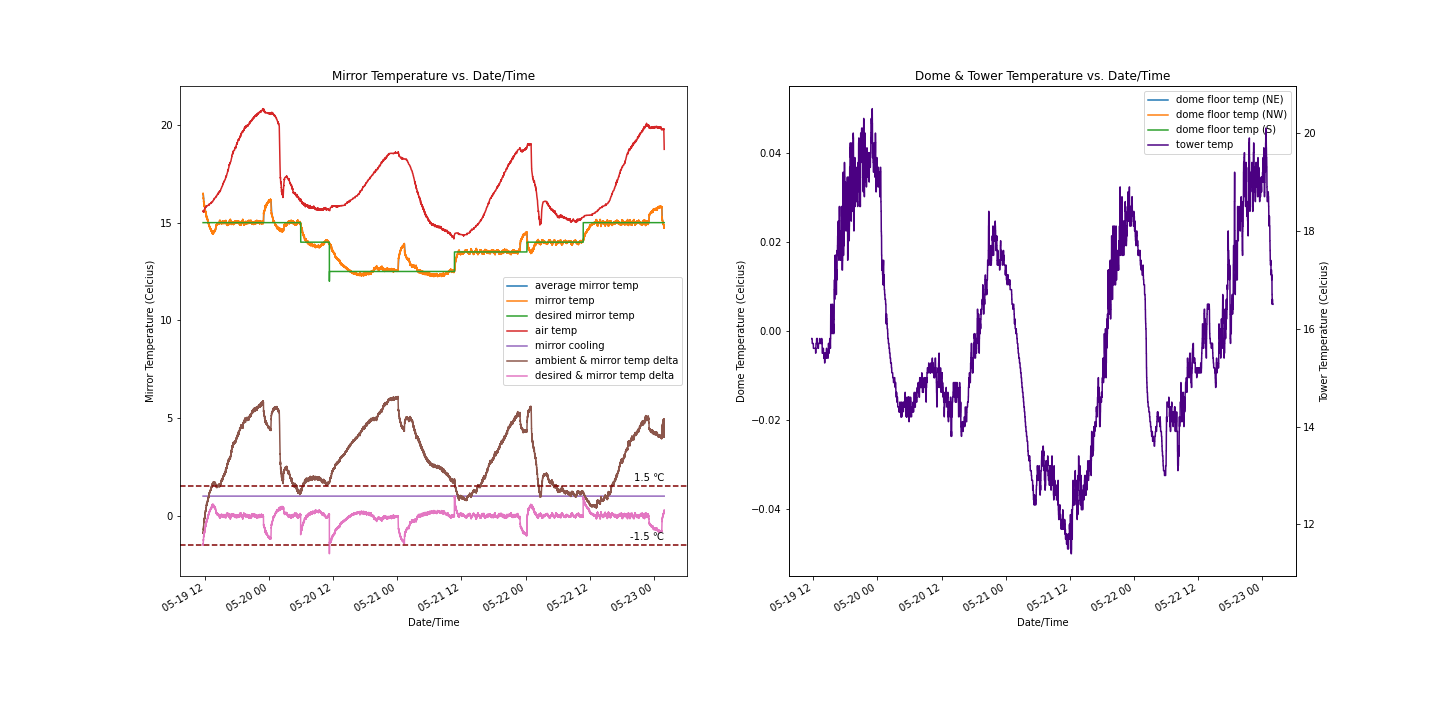 Mirror Temperature vs. Date/Time
Mirror Temperature (Celcius)
20
15
10
5
0
average mirror temp
mirror temp
desired mirror temp
air temp
mirror cooling
ambient & mirror temp delta
desired & mirror temp delta
1.5 °C
-1.5 °C
05-19 12
05-20 00
05-20 12
05-21 00
05-21 12
05-22 00
05-22 12
05-23 00
Date/Time
Dome & Tower Temperature vs. Date/Time
Dome Temperature (Celcius)
0.04
0.02
0.00
−0.02
−0.04
dome floor temp (NE)
dome floor temp (NW)
dome floor temp (S)
tower temp
20
18
16
14
12
Tower Temperature (Celcius)
05-19 12
05-20 00
05-20 12
05-21 00
05-21 12
05-22 00
05-22 12
05-23 00
Date/Time